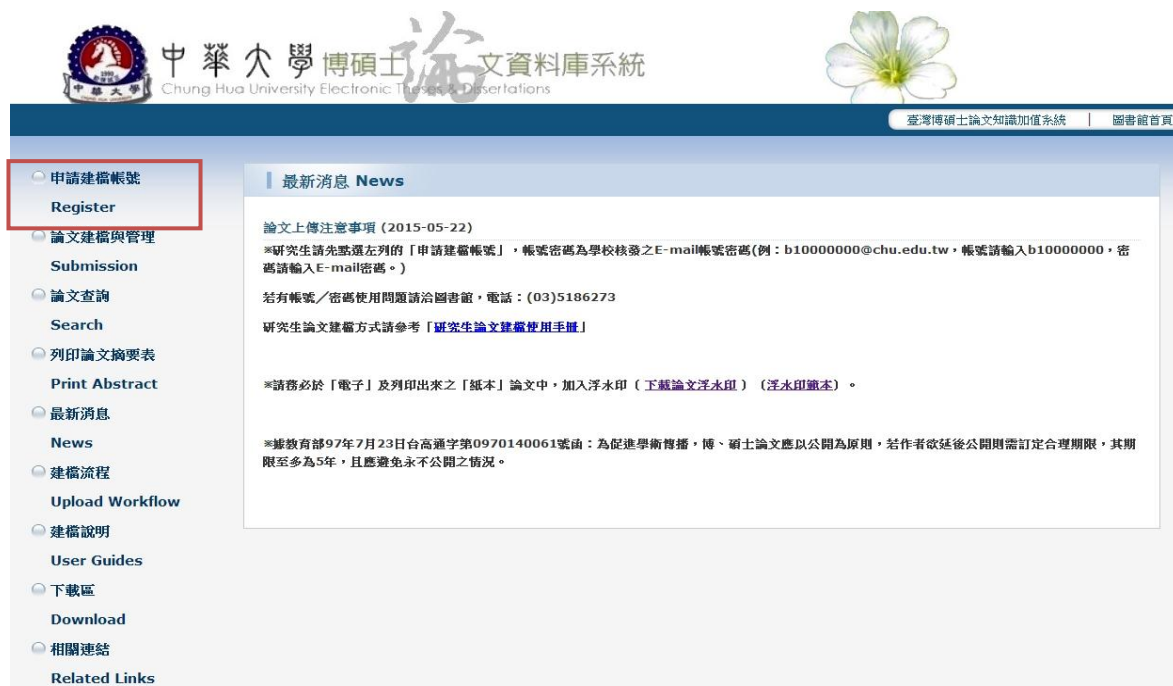 中華大學 博碩士論文資料庫系統
Chung Hua University Electronic Theses & Dissertations
臺灣博碩士論文知識加值系統 | 圖書館首頁
申請建檔帳號
Register
論文建檔與管理
Submission
論文查詢
Search
列印論文摘要表
Print Abstract
最新消息
News
建檔流程
Upload Workflow
建檔說明
User Guides
下載區
Download
相關連結
Related Links
最新消息 News
論文上傳注意事項 (2015-05-22)
※研究生請先點選左列的「申請建檔帳號」，帳號密碼為學校核發之E-mail帳號密碼(例：b10000000@chu.edu.tw，帳號請輸入b10000000，密
碼請輸入E-mail密碼。)
若有帳號／密碼使用問題請洽圖書館，電話：(03)5186273
研究生論文建檔方式請參考「研究生論文建檔使用手冊」
※請務必於「電子」及列印出來之「紙本」論文中，加入浮水印（下載論文浮水印）（浮水印範本）。
※據教育部97年7月23日台高通字第0970140061號函：為促進學術傳播，博、碩士論文應以公開為原則，若作者欲延後公開則需訂定合理期限，其期
限至多為5年，且應避免永不公開之情況。